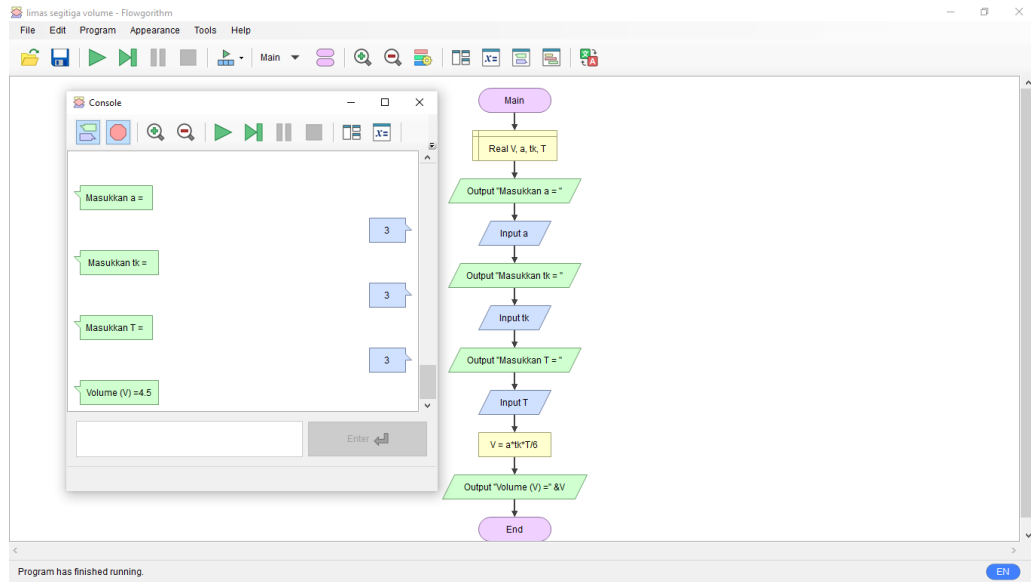 limas segitiga volume - Flowgorithm
File Edit Program Appearance Tools Help
Main
Console
Masukkan a =
3
Masukkan tk =
3
Masukkan T =
3
Volume (V) =4.5
Enter
Main
Real V, a, tk, T
Output "Masukkan a = "
Input a
Output "Masukkan tk = "
Input tk
Output "Masukkan T = "
Input T
V = a*tk*T/6
Output "Volume (V) =" &V
End
Program has finished running.
EN